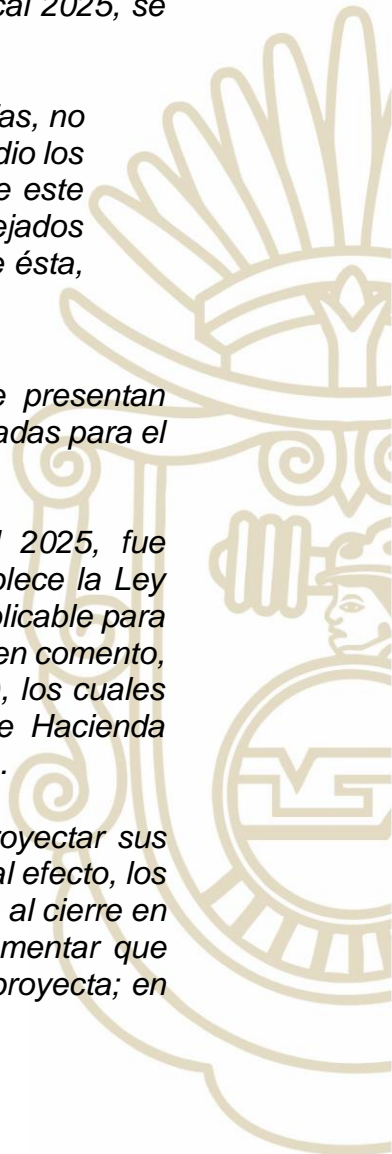 cal 2025, se
as, no
dio los
e este
ejados
e ésta,
e presentan
adas para el
2025, fue
blece la Ley
plicable para
en comento,
, los cuales
e Hacienda
.
royectar sus
al efecto, los
al cierre en
mentar que
proyecta; en